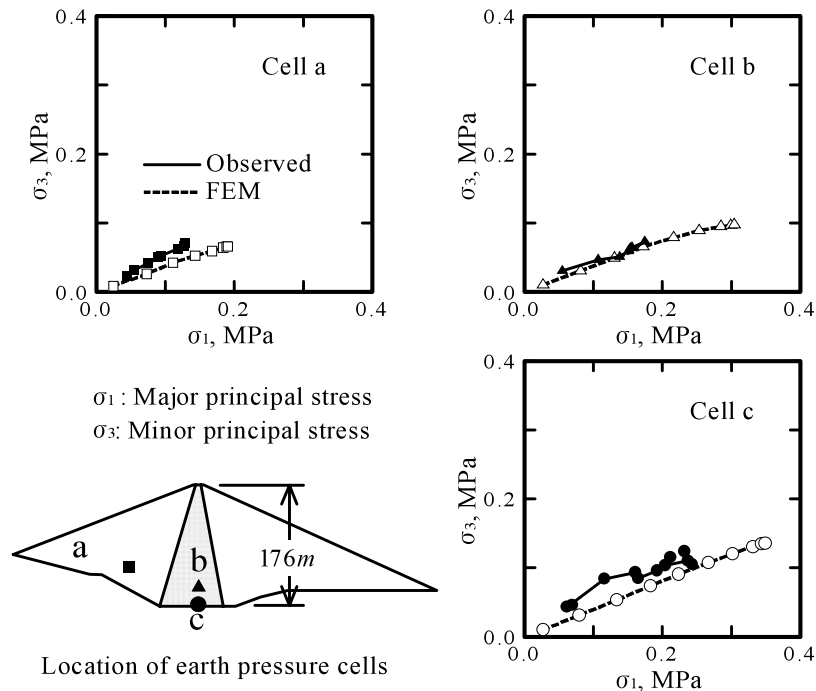 0.4
Cell a
σ3, MPa
0.2
Observed
FEM
0.0
0.0 0.2 0.4
σ1, MPa
0.4
Cell b
σ3, MPa
0.2
0.0
0.0 0.2 0.4
σ1, MPa
σ1 : Major principal stress
σ3: Minor principal stress
a
b
c
176m
Location of earth pressure cells
0.4
Cell c
σ3, MPa
0.2
0.0
0.0 0.2 0.4
σ1, MPa